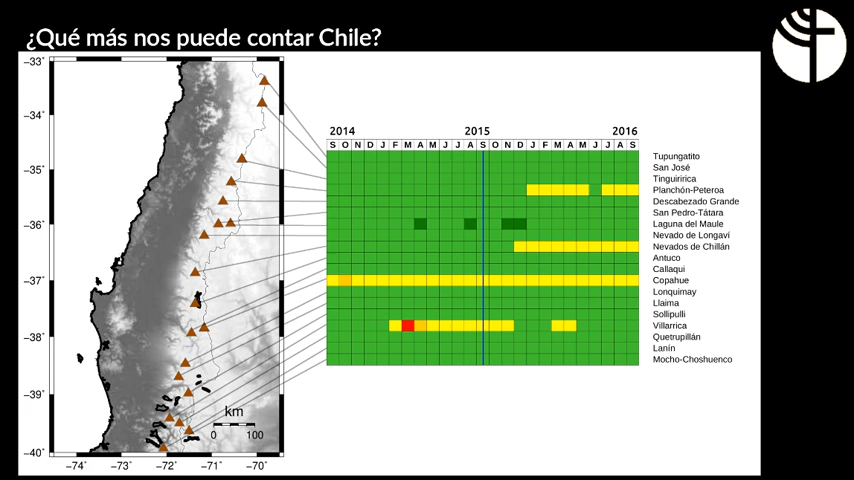 ¿Qué más nos puede contar Chile?
−33°
−34°
−35°
−36°
−37°
−38°
−39°
−40°
−74° −73° −72° −71° −70°
km
0 100
2014 2015 2016
S O N D J F M A M J J A S O N D J F M A M J J A S
Tupungatito
San José
Tinguiririca
Planchón-Peteroa
Descabezado Grande
San Pedro-Tátara
Laguna del Maule
Nevado de Longaví
Nevados de Chillán
Antuco
Callaqui
Copahue
Lonquimay
Llaima
Sollipulli
Villarrica
Quetrupillán
Lanín
Mocho-Choshuenco